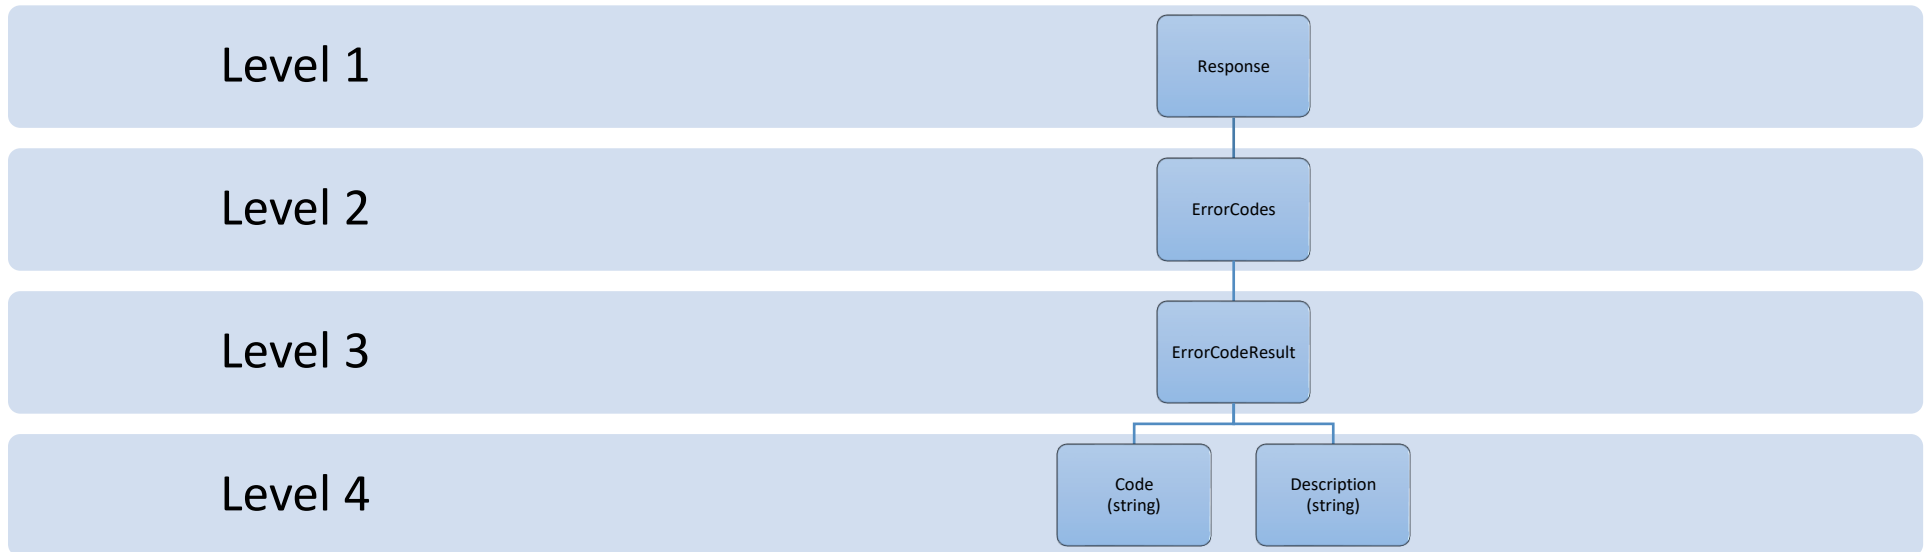 Level 1
Response
Level 2
ErrorCodes
Level 3
ErrorCodeResult
Level 4
Code
(string)
Description
(string)